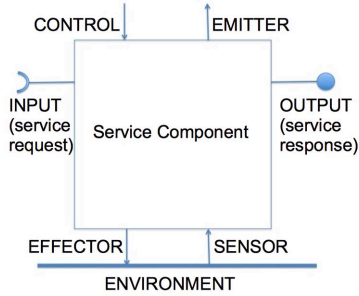 CONTROL EMITTER
INPUT
(service
request)
Service Component
OUTPUT
(service
response)
EFFECTOR SENSOR
ENVIRONMENT